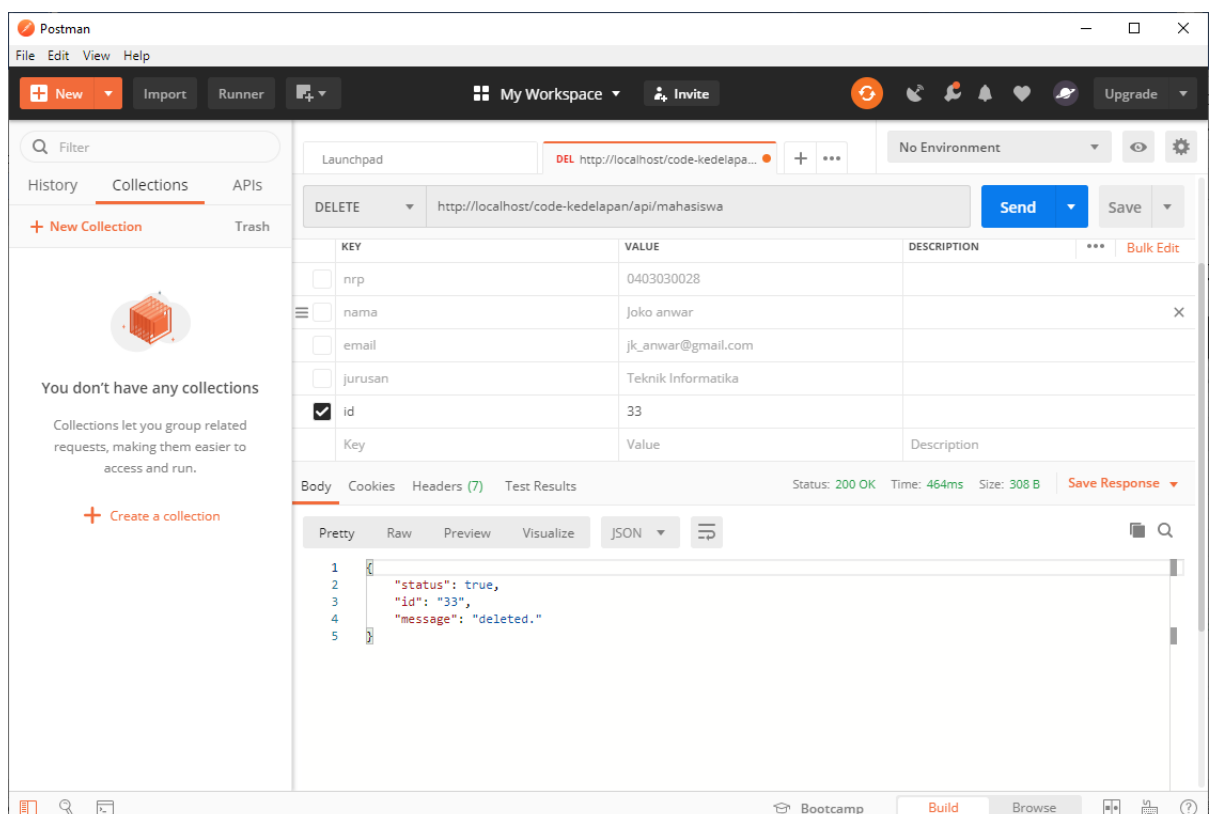 Postman
File Edit View Help
New Import Runner My Workspace Invite Upgrade
Filter
History Collections APIs
+ New Collection Trash
You don't have any collections
Collections let you group related
requests, making them easier to
access and run.
+ Create a collection
Launchpad DEL http://localhost/code-kedelapa... + ••• No Environment
DELETE http://localhost/code-kedelapan/api/mahasiswa Send Save
KEY VALUE DESCRIPTION ••• Bulk Edit
nrp 0403030028
nama Joko anwar
email jk_anwar@gmail.com
jurusan Teknik Informatika
id 33
Key Value Description
Body Cookies Headers (7) Test Results Status: 200 OK Time: 464ms Size: 308 B Save Response
Pretty Raw Preview Visualize JSON
1 {
2 "status": true,
3 "id": "33",
4 "message": "deleted."
5 }
Bootcamp Build Browse